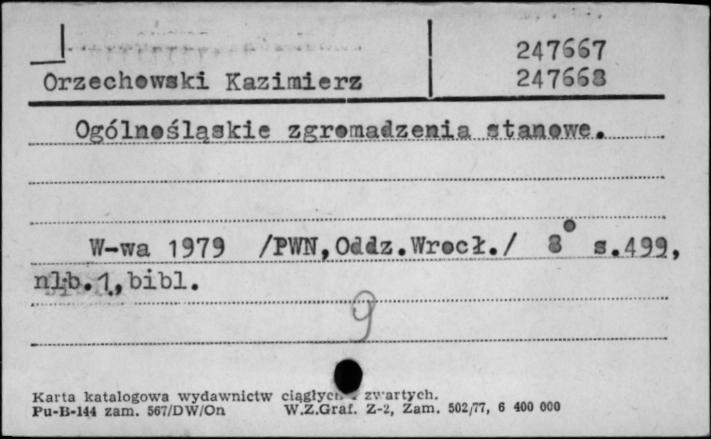 247667
Orzechowski Kazimierz 247668
Ogólnośląskie zgromadzenia stanowe.
W-wa 1979 /PWN,Oddz.Wrocł./ 8° s.499,
nlb.1,bibl.
9
Karta katalogowa wydawnictw ciągłych i zwartych.
Pu-B-144 zam. 567/DW/On W.Z.Graf. Z-2, Zam. 502/77, 6 400 000